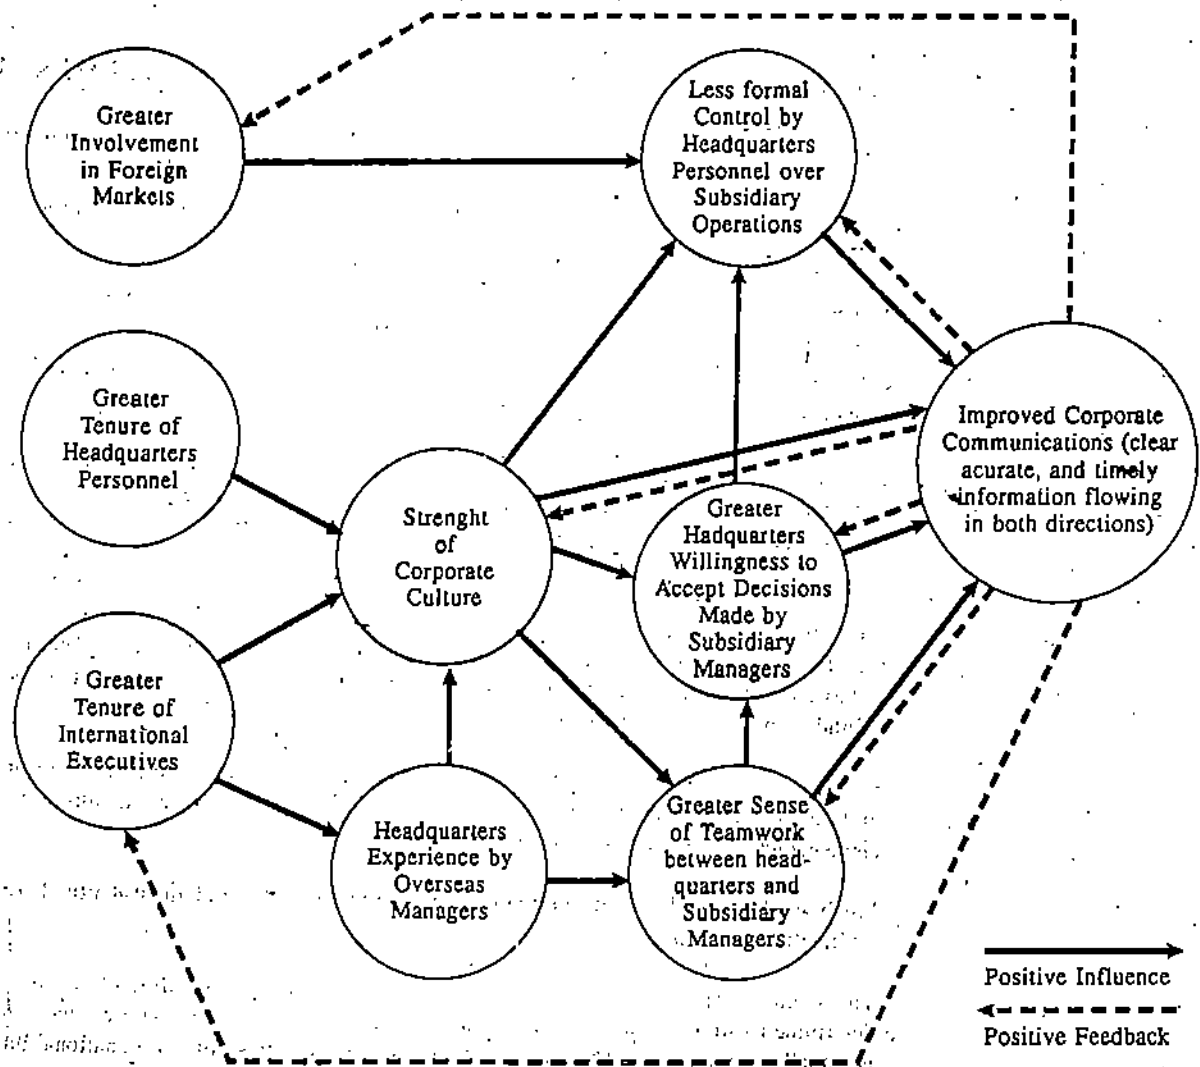 Greater
Involvement
in Foreign
Markets
Less formal
Control by
Headquarters
Personnel over
Subsidiary
Operations
Greater
Tenure of
Headquarters
Personnel
Improved Corporate
Communications (clear
acurate, and timely
information flowing
in both directions)
Strenght
of
Corporate
Culture
Greater
Hadquarters
Willingness to
Accept Decisions
Made by
Subsidiary
Managers
Greater
Tenure of
International
Executives
Headquarters
Experience by
Overseas
Managers
Greater Sense
of Teamwork
between head-
quarters and
Subsidiary
Managers
Positive Influence
Positive Feedback